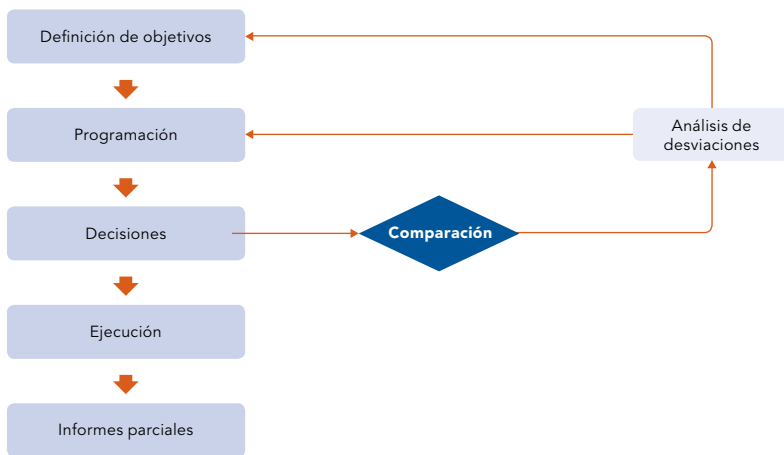 Definición de objetivos
Programación
Análisis de
desviaciones
Decisiones
Comparación
Ejecución
Informes parciales